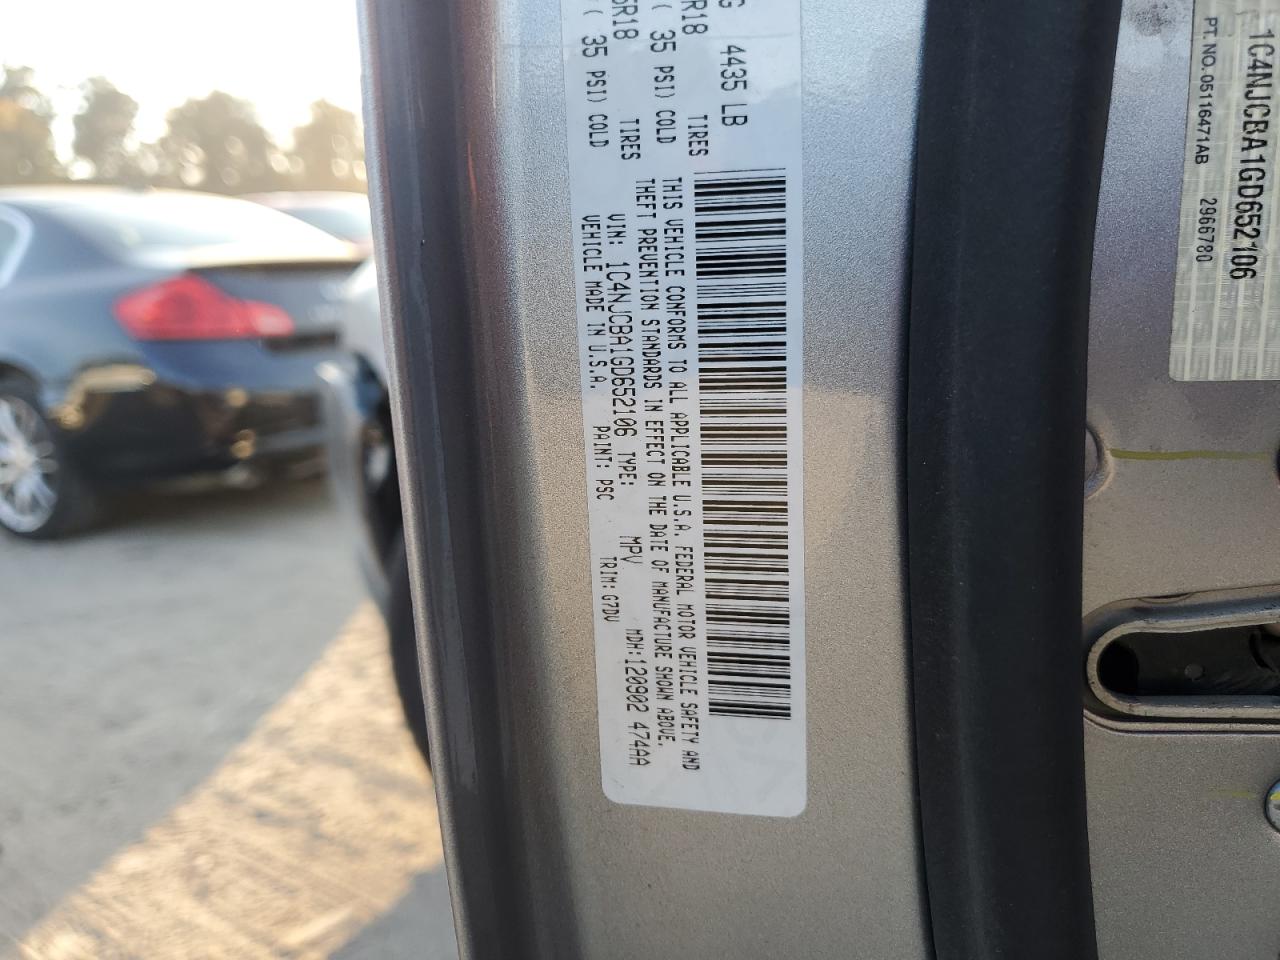 G 4435 LB
R18 TIRES
( 35 PSI) COLD
5R18 TIRES
( 35 PSI) COLD
THIS VEHICLE CONFORMS TO ALL APPLICABLE U.S.A. FEDERAL MOTOR VEHICLE SAFETY AND
THEFT PREVENTION STANDARDS IN EFFECT ON THE DATE OF MANUFACTURE SHOWN ABOVE.
VIN: 1C4NJCBA1GD652106 TYPE: MPV MDH:120902 474AA
VEHICLE MADE IN U.S.A. PAINT: PSC TRIM: G7DV
1C4NJCBA1GD652106
PT. NO. 05116471AB 2966780